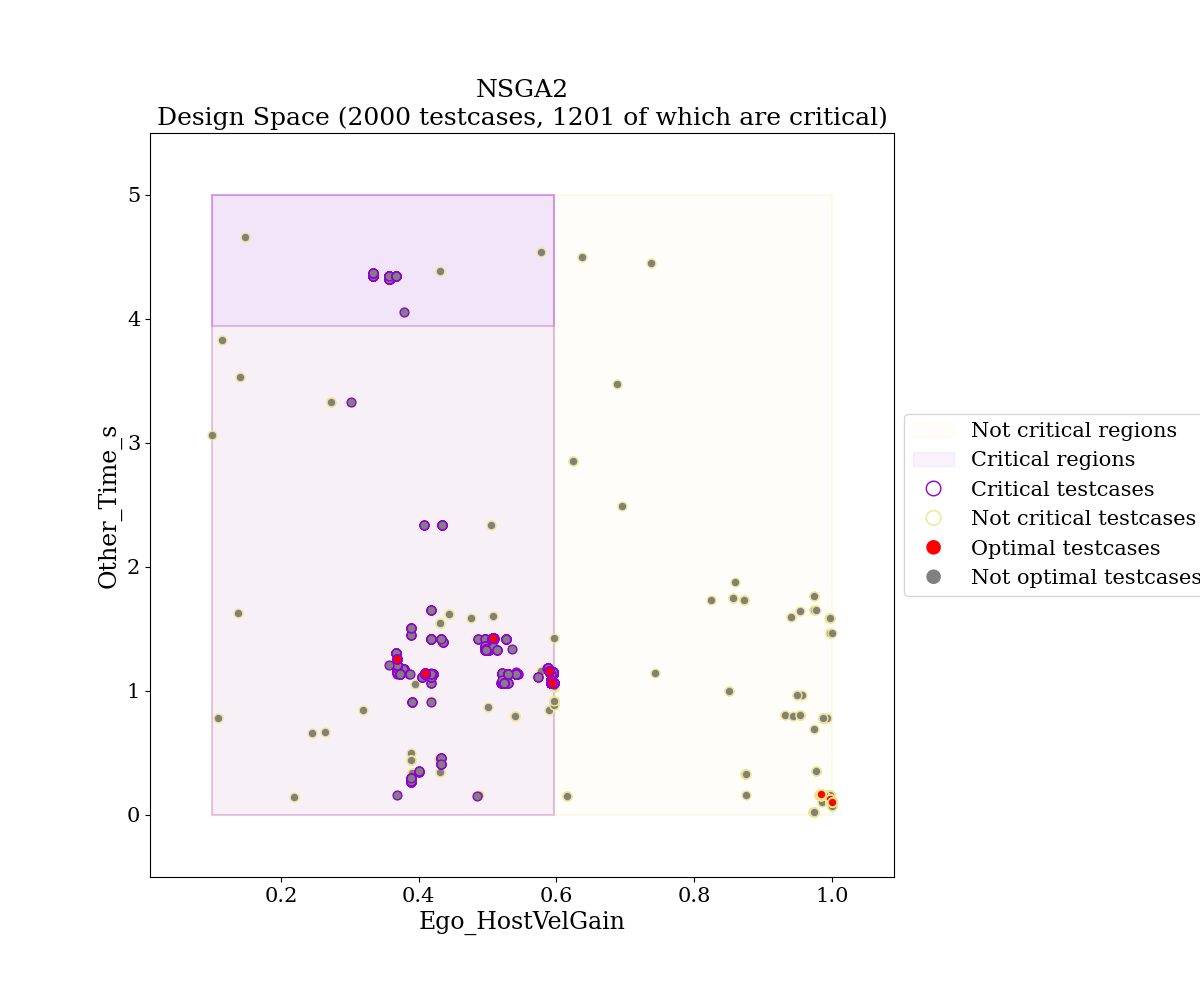 NSGA2
Design Space (2000 testcases, 1201 of which are critical)
5
4
3
2
1
0
Other_Time_s
0.2
0.4
0.6
0.8
1.0
Ego_HostVelGain
Not critical regions
Critical regions
Critical testcases
Not critical testcases
Optimal testcases
Not optimal testcases